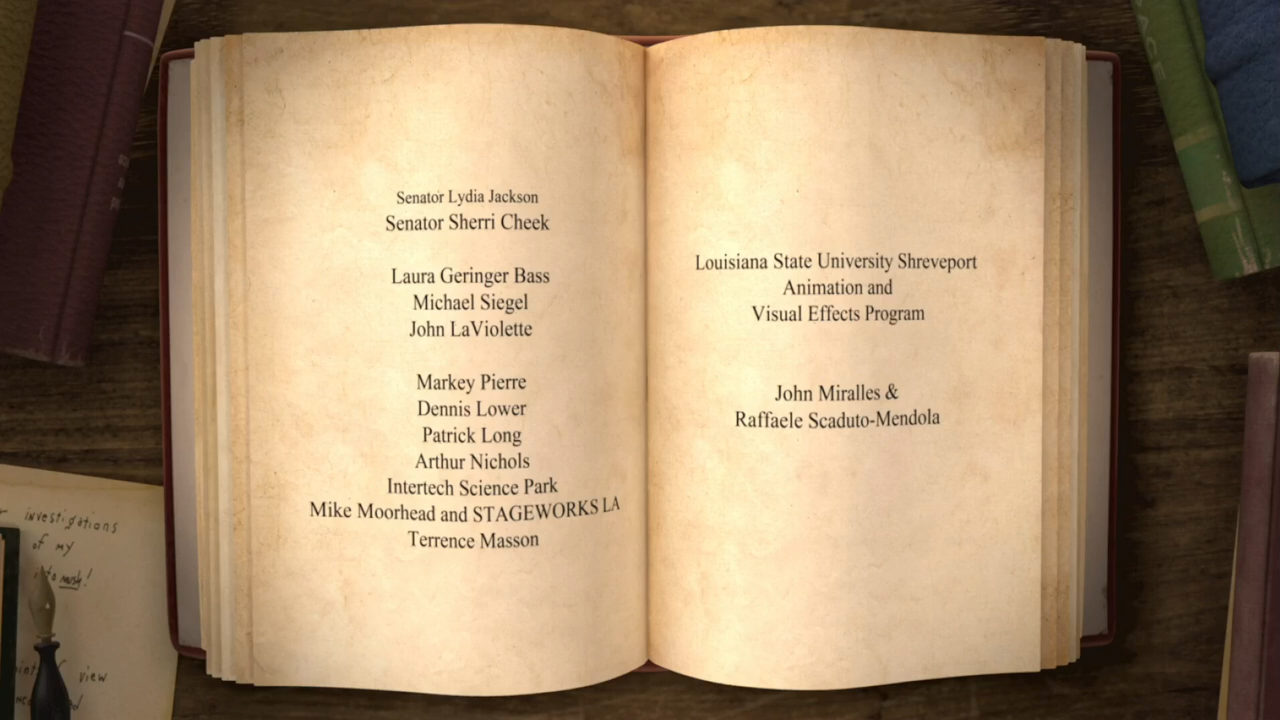 Senator Lydia Jackson
Senator Sherri Cheek
Laura Geringer Bass
Michael Siegel
John LaViolette
Markey Pierre
Dennis Lower
Patrick Long
Arthur Nichols
Intertech Science Park
Mike Moorhead and STAGEWORKS LA
Terrence Masson
Louisiana State University Shreveport
Animation and
Visual Effects Program
John Miralles &
Raffaele Scaduto-Mendola
investigations
of my
view